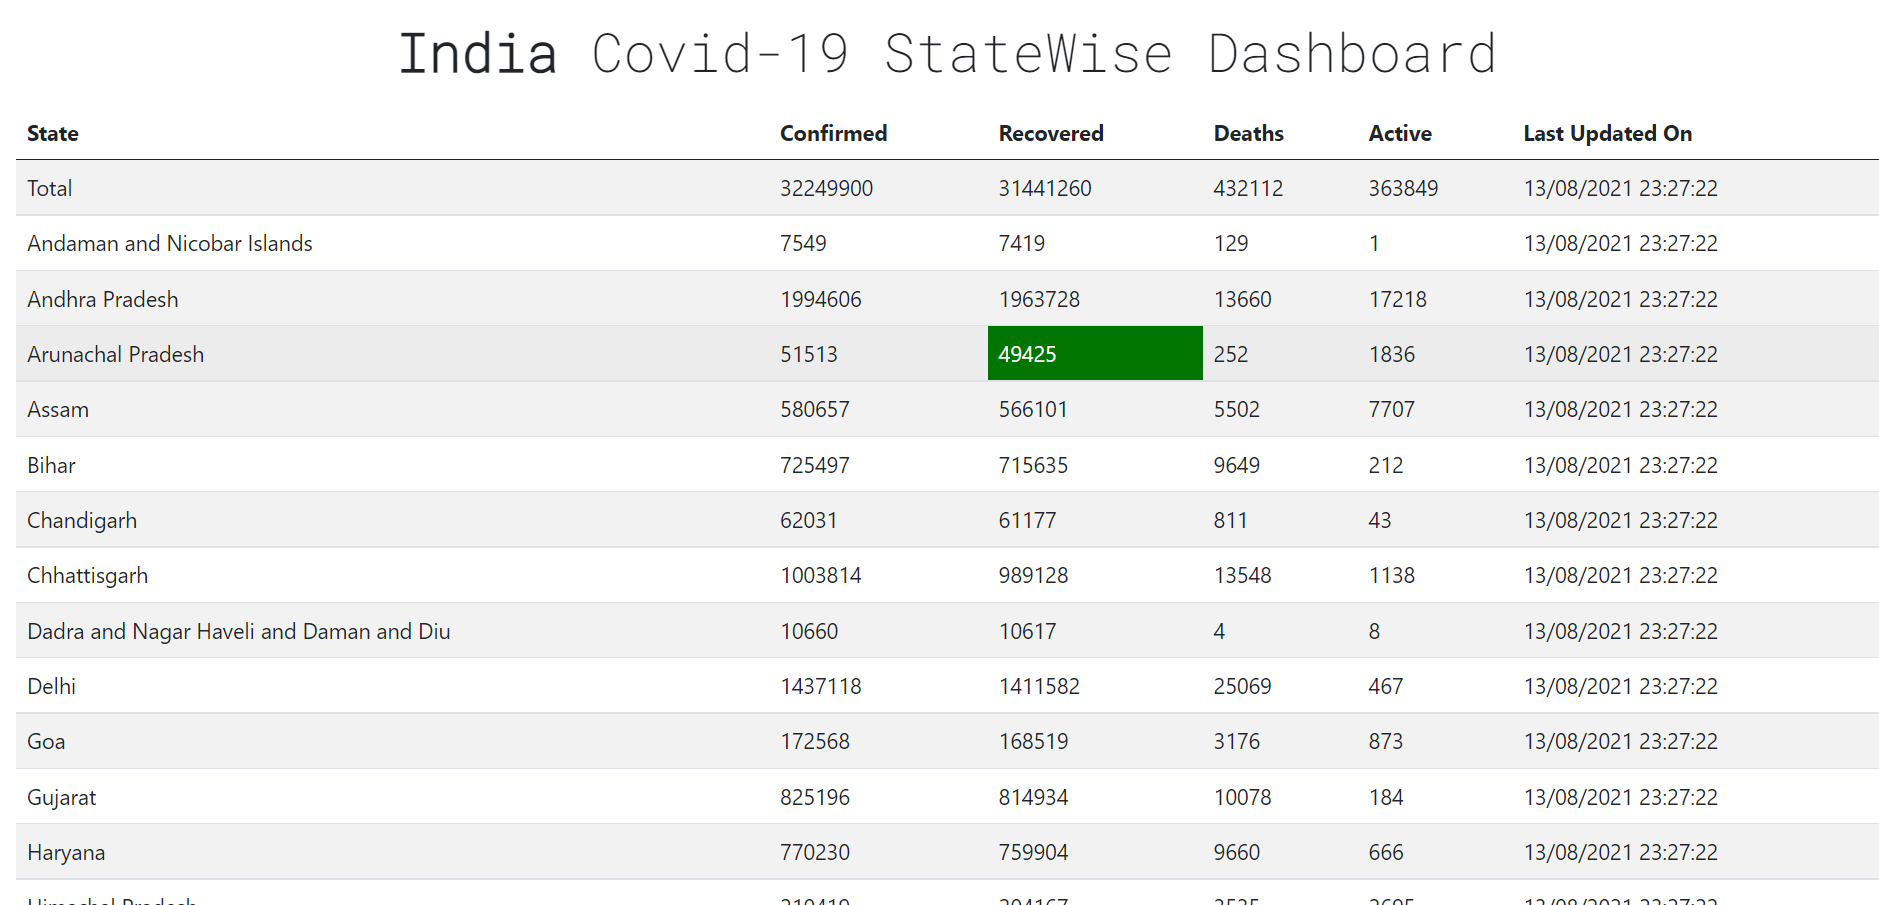 India Covid-19 StateWise Dashboard
State Confirmed Recovered Deaths Active Last Updated On
Total 32249900 31441260 432112 363849 13/08/2021 23:27:22
Andaman and Nicobar Islands 7549 7419 129 1 13/08/2021 23:27:22
Andhra Pradesh 1994606 1963728 13660 17218 13/08/2021 23:27:22
Arunachal Pradesh 51513 49425 252 1836 13/08/2021 23:27:22
Assam 580657 566101 5502 7707 13/08/2021 23:27:22
Bihar 725497 715635 9649 212 13/08/2021 23:27:22
Chandigarh 62031 61177 811 43 13/08/2021 23:27:22
Chhattisgarh 1003814 989128 13548 1138 13/08/2021 23:27:22
Dadra and Nagar Haveli and Daman and Diu 10660 10617 4 8 13/08/2021 23:27:22
Delhi 1437118 1411582 25069 467 13/08/2021 23:27:22
Goa 172568 168519 3176 873 13/08/2021 23:27:22
Gujarat 825196 814934 10078 184 13/08/2021 23:27:22
Haryana 770230 759904 9660 666 13/08/2021 23:27:22
Himachal Pradesh